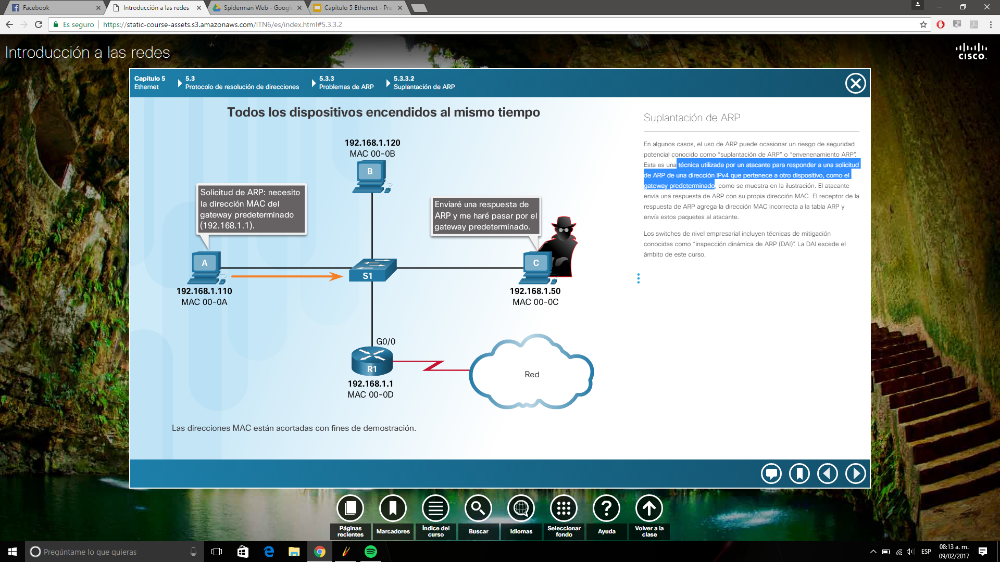 Facebook
Introducción a las redes
Spiderman Web - Google
Capitulo 5 Ethernet - Pre
Es seguro
https://static-course-assets.s3.amazonaws.com/ITN6/es/index.html#5.3.3.2
Introducción a las redes
CISCO
Capítulo 5
Ethernet
5.3
Protocolo de resolución de direcciones
5.3.3
Problemas de ARP
5.3.3.2
Suplantación de ARP
Todos los dispositivos encendidos al mismo tiempo
192.168.1.120
MAC 00-0B
B
Solicitud de ARP: necesito
la dirección MAC del
gateway predeterminado
(192.168.1.1).
Enviaré una respuesta de
ARP y me haré pasar por el
gateway predeterminado.
A
S1
C
192.168.1.110
MAC 00-0A
192.168.1.50
MAC 00-0C
G0/0
R1
192.168.1.1
MAC 00-0D
Red
Las direcciones MAC están acortadas con fines de demostración.
Suplantación de ARP
En algunos casos, el uso de ARP puede ocasionar un riesgo de seguridad
potencial conocido como “suplantación de ARP” o “envenenamiento ARP”.
Esta es una técnica utilizada por un atacante para responder a una solicitud
de ARP de una dirección IPv4 que pertenece a otro dispositivo, como el
gateway predeterminado, como se muestra en la ilustración. El atacante
envía una respuesta de ARP con su propia dirección MAC. El receptor de la
respuesta de ARP agrega la dirección MAC incorrecta a la tabla ARP y
envía estos paquetes al atacante.
Los switches de nivel empresarial incluyen técnicas de mitigación
conocidas como “inspección dinámica de ARP (DAI)”. La DAI excede el
ámbito de este curso.
Páginas
recientes
Marcadores
Índice del
curso
Buscar
Idiomas
Seleccionar
fondo
Ayuda
Volver a la
clase
Pregúntame lo que quieras
ESP
08:13 a. m.
09/02/2017